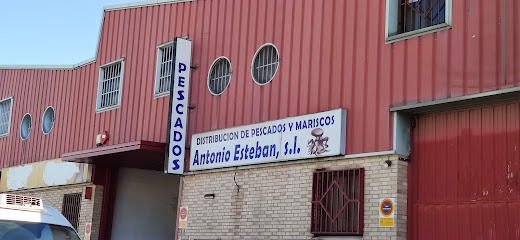 PESCADOS
DISTRIBUCION DE PESCADOS Y MARISCOS
Antonio Esteban, s.l.